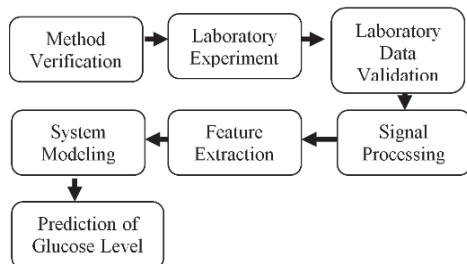 Method
Verification
Laboratory
Experiment
Laboratory
Data
Validation
Signal
Processing
Feature
Extraction
System
Modeling
Prediction of
Glucose Level